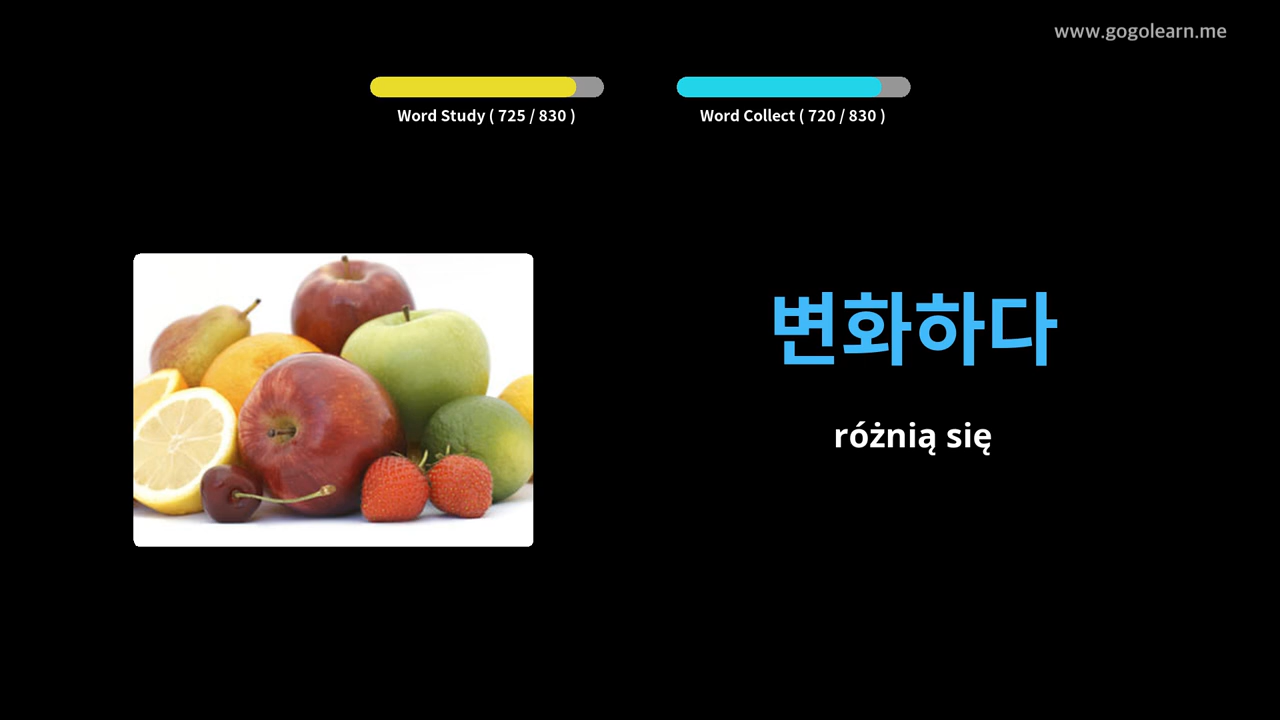 www.gogolearn.me
Word Study ( 725 / 830 )
Word Collect ( 720 / 830 )
변화하다
różnią się